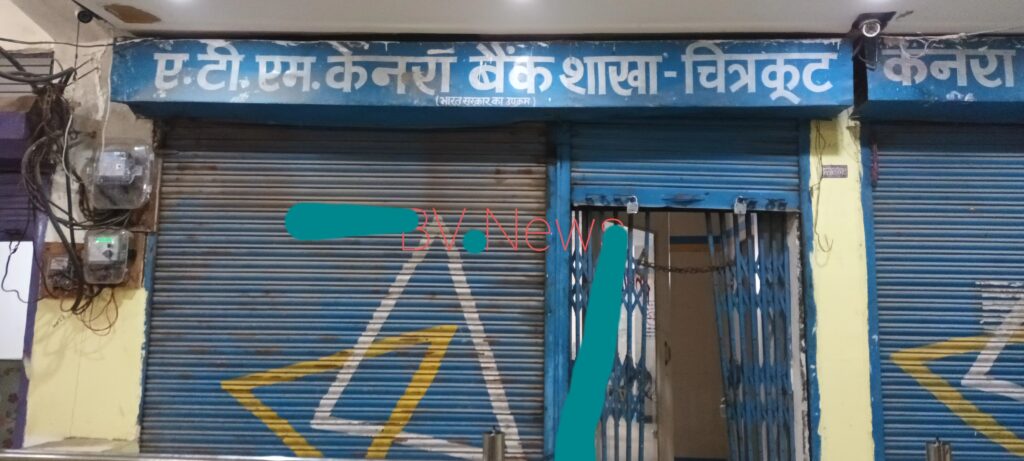 ए.टी.एम. केनरा बैंक शाखा - चित्रकूट
(भारत सरकार का उपक्रम)
केनरा
BV News